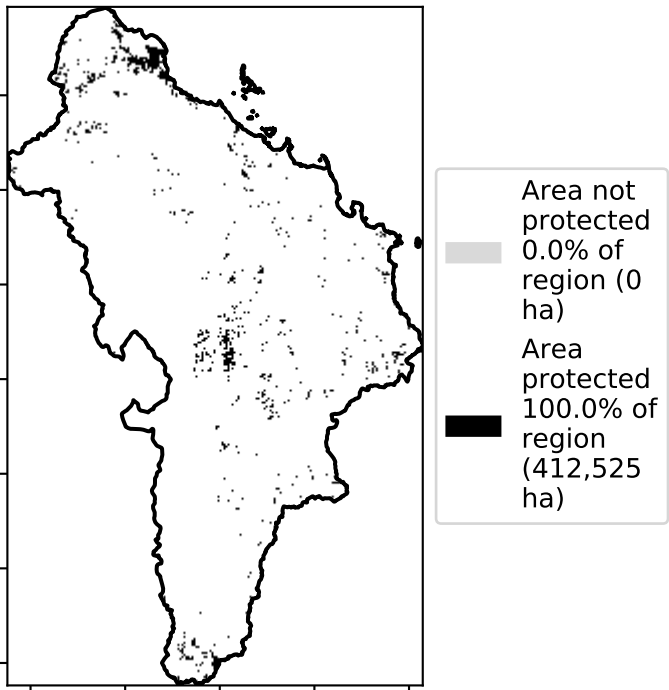 Area not
protected
0.0% of
region (0
ha)
Area
protected
100.0% of
region
(412,525
ha)